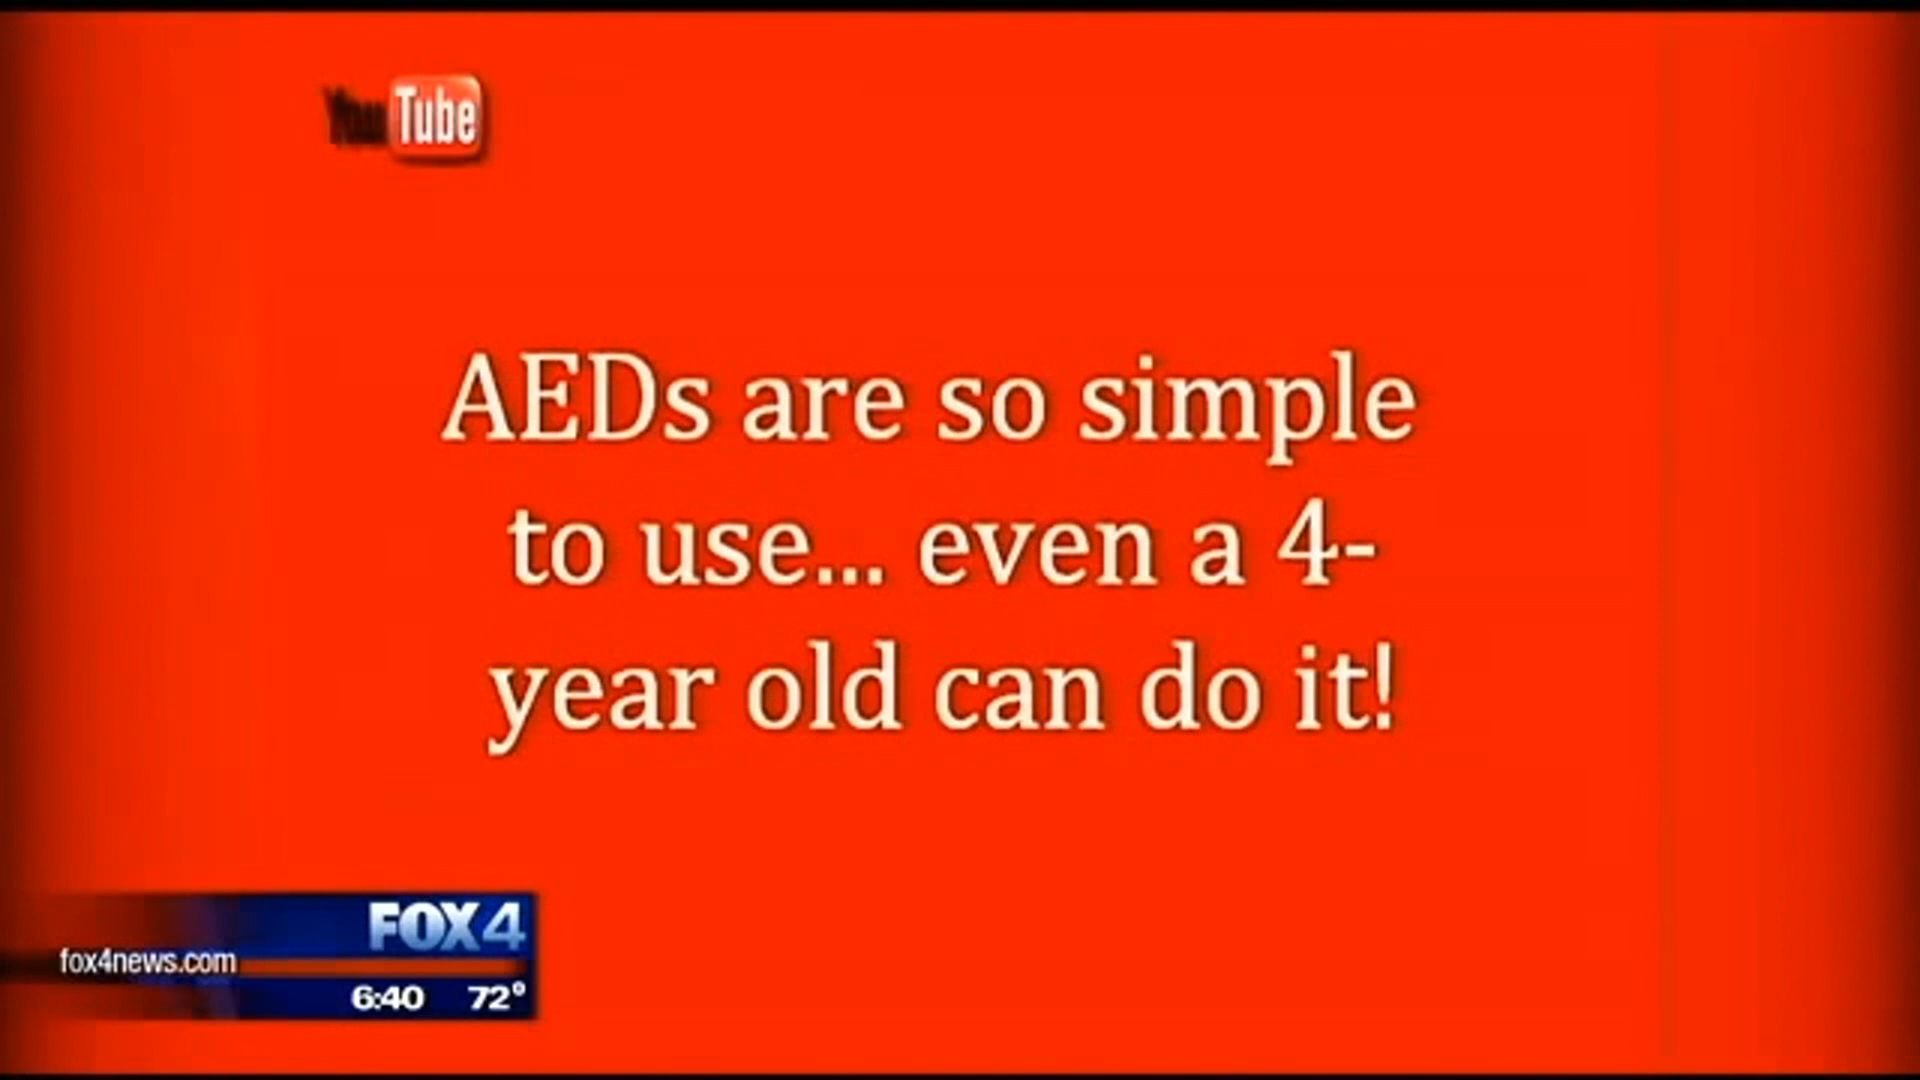 YouTube
AEDs are so simple
to use... even a 4-
year old can do it!
FOX 4
fox4news.com
6:40 72°